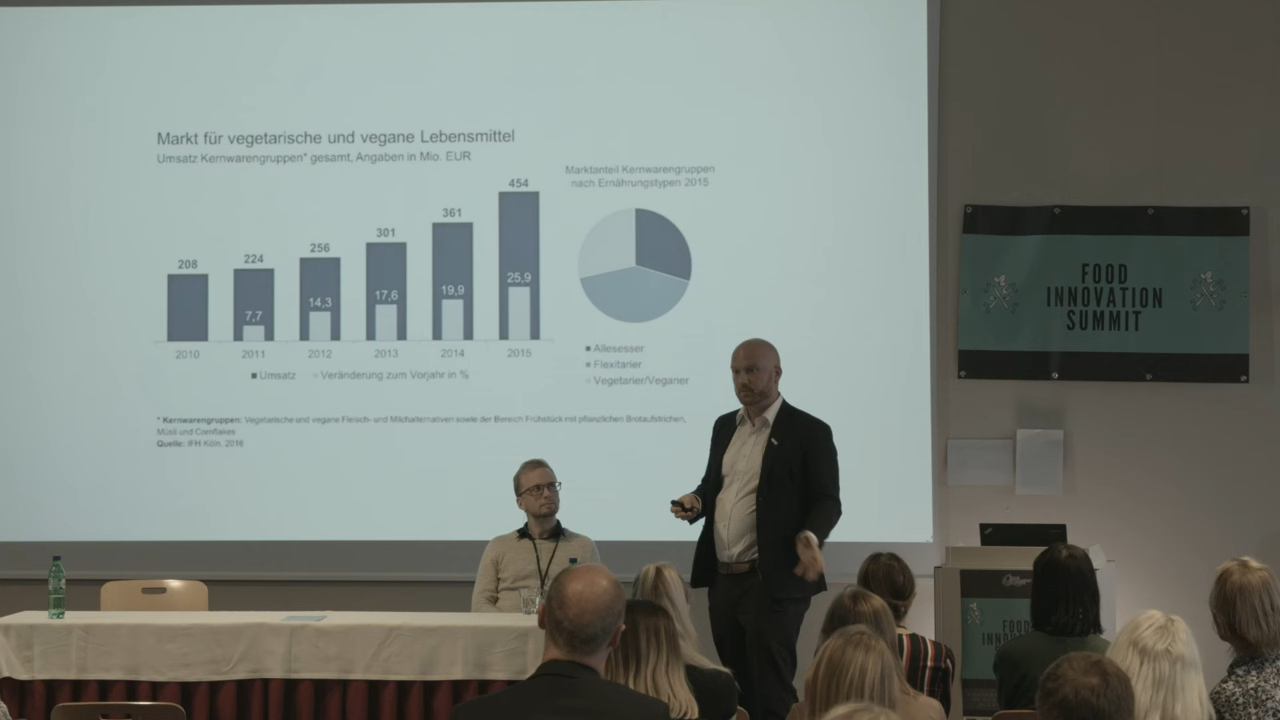 Markt für vegetarische und vegane Lebensmittel
Umsatz Kernwarengruppen* gesamt, Angaben in Mio. EUR
208
224
256
301
361
454
7,7
14,3
17,6
19,9
25,9
2010
2011
2012
2013
2014
2015
Umsatz
Veränderung zum Vorjahr in %
Marktanteil Kernwarengruppen
nach Ernährungstypen 2015
Allesesser
Flexitarier
Vegetarier/Veganer
* Kernwarengruppen: Vegetarische und vegane Fleisch- und Milchalternativen sowie der Bereich Frühstück mit pflanzlichen Brotaufstrichen,
Müsli und Cornflakes
Quelle: IFH Köln, 2016
FOOD
INNOVATION
SUMMIT
FOOD